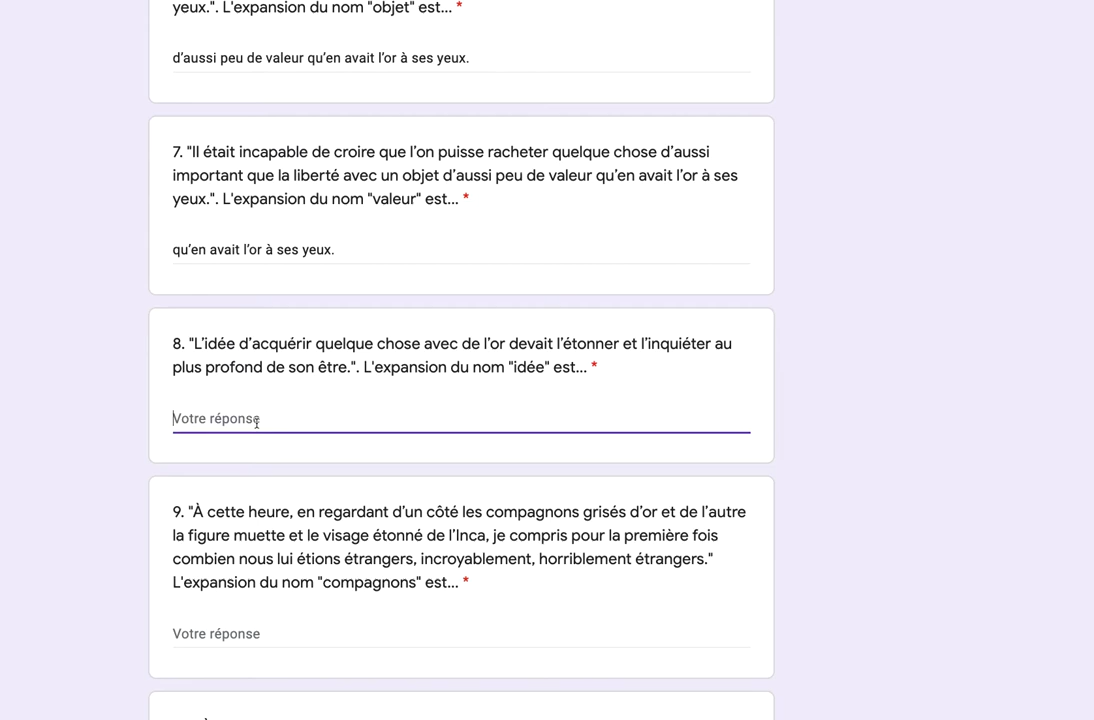 yeux.". L'expansion du nom "objet" est... *
d’aussi peu de valeur qu’en avait l’or à ses yeux.
7. "Il était incapable de croire que l’on puisse racheter quelque chose d’aussi
important que la liberté avec un objet d’aussi peu de valeur qu’en avait l’or à ses
yeux.". L'expansion du nom "valeur" est... *
qu’en avait l’or à ses yeux.
8. "L’idée d’acquérir quelque chose avec de l’or devait l’étonner et l’inquiéter au
plus profond de son être.". L'expansion du nom "idée" est... *
Votre réponse
9. "À cette heure, en regardant d’un côté les compagnons grisés d’or et de l’autre
la figure muette et le visage étonné de l’Inca, je compris pour la première fois
combien nous lui étions étrangers, incroyablement, horriblement étrangers."
L'expansion du nom "compagnons" est... *
Votre réponse